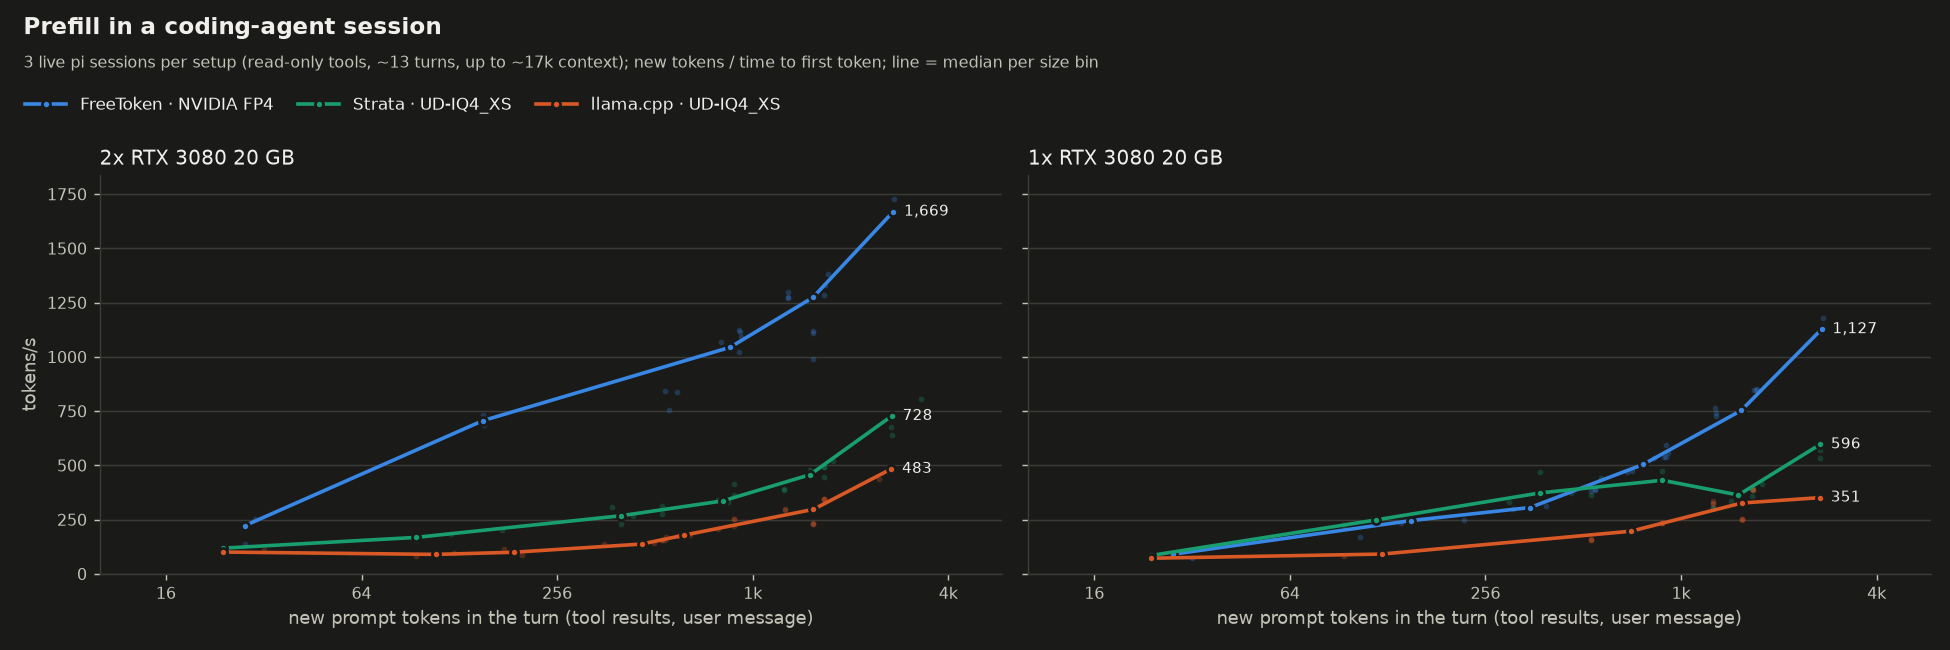 Prefill in a coding-agent session
3 live pi sessions per setup (read-only tools, ~13 turns, up to ~17k context); new tokens / time to first token; line = median per size bin
FreeToken · NVIDIA FP4
Strata · UD-IQ4_XS
llama.cpp · UD-IQ4_XS
2x RTX 3080 20 GB
1750
1500
1250
1000
750
500
250
0
tokens/s
1,669
728
483
16
64
256
1k
4k
new prompt tokens in the turn (tool results, user message)
1x RTX 3080 20 GB
1,127
596
351
16
64
256
1k
4k
new prompt tokens in the turn (tool results, user message)